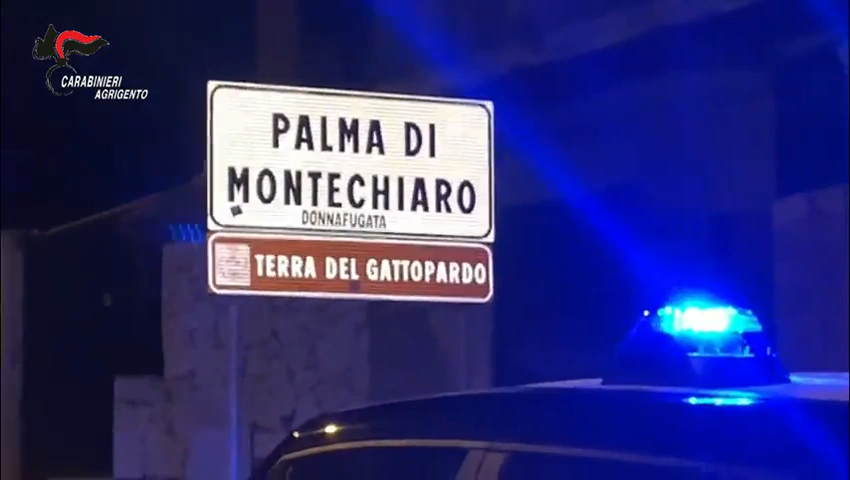 CARABINIERI
AGRIGENTO
PALMA DI
MONTECHIARO
DONNAFUGATA
TERRA DEL GATTOPARDO